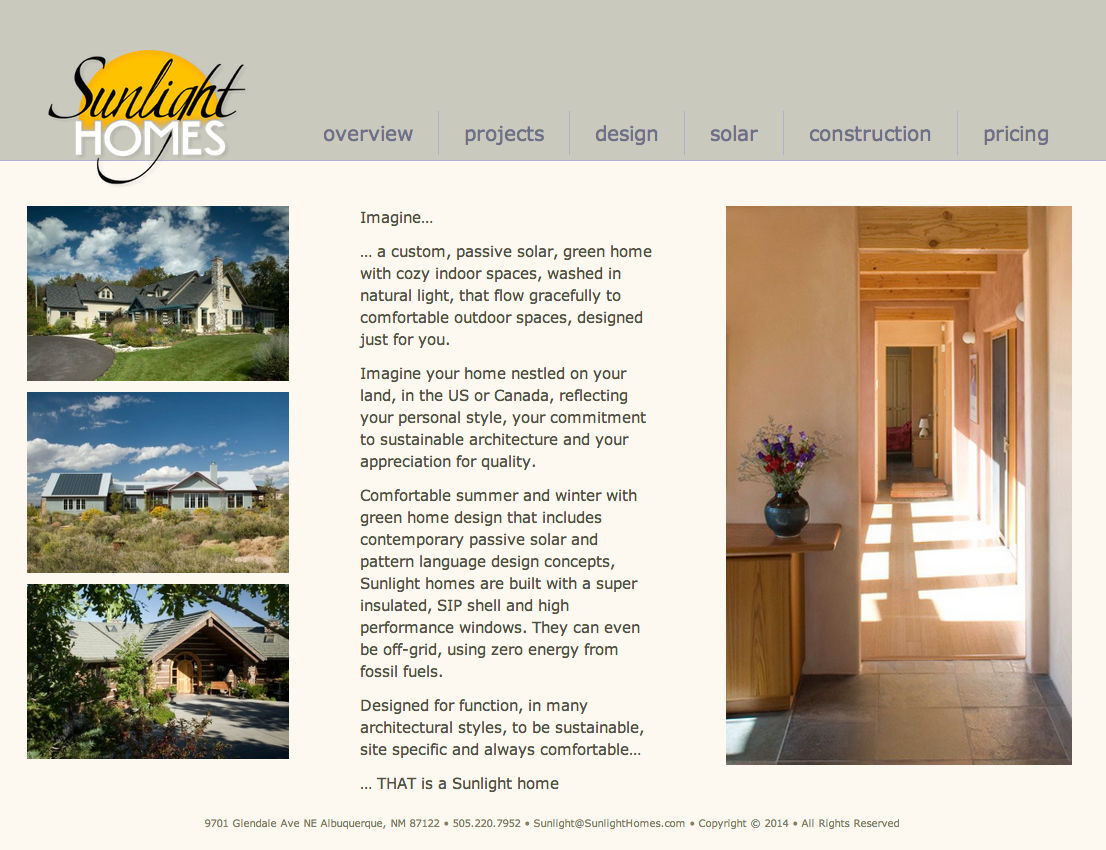 Sunlight
HOMES
overview
projects
design
solar
construction
pricing
Imagine…
… a custom, passive solar, green home
with cozy indoor spaces, washed in
natural light, that flow gracefully to
comfortable outdoor spaces, designed
just for you.
Imagine your home nestled on your
land, in the US or Canada, reflecting
your personal style, your commitment
to sustainable architecture and your
appreciation for quality.
Comfortable summer and winter with
green home design that includes
contemporary passive solar and
pattern language design concepts,
Sunlight homes are built with a super
insulated, SIP shell and high
performance windows. They can even
be off-grid, using zero energy from
fossil fuels.
Designed for function, in many
architectural styles, to be sustainable,
site specific and always comfortable…
… THAT is a Sunlight home
9701 Glendale Ave NE Albuquerque, NM 87122 • 505.220.7952 • Sunlight@SunlightHomes.com • Copyright © 2014 • All Rights Reserved